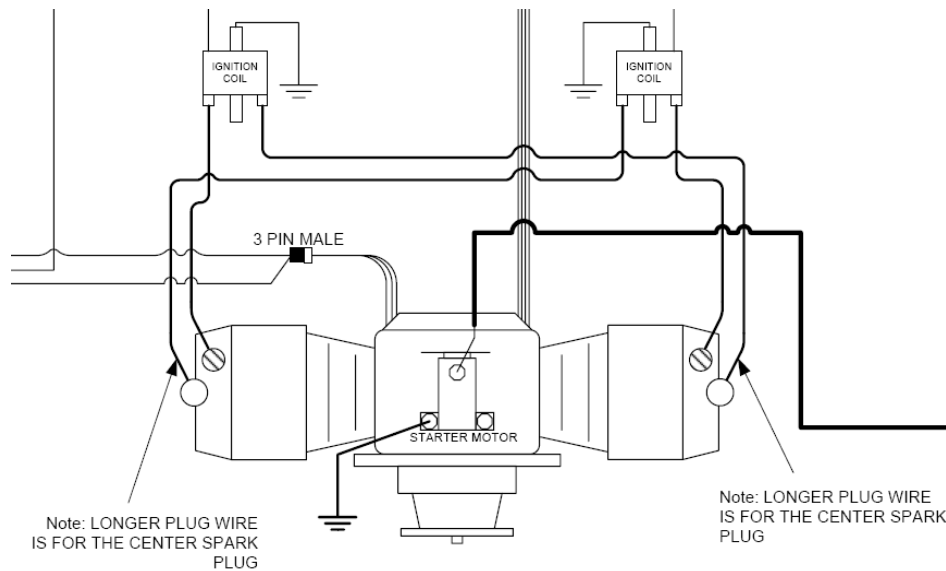 IGNITION
COIL
IGNITION
COIL
3 PIN MALE
STARTER MOTOR
Note: LONGER PLUG WIRE
IS FOR THE CENTER SPARK
PLUG
Note: LONGER PLUG WIRE
IS FOR THE CENTER SPARK
PLUG